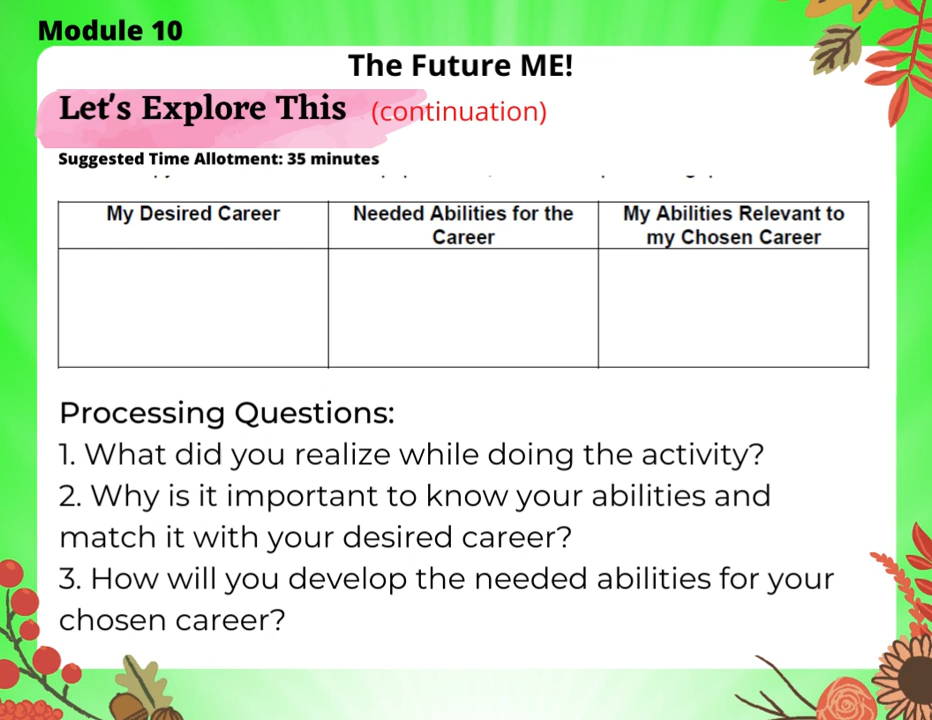 Module 10
The Future ME!
Let's Explore This (continuation)
Suggested Time Allotment: 35 minutes
My Desired Career
Needed Abilities for the
Career
My Abilities Relevant to
my Chosen Career
Processing Questions:
1. What did you realize while doing the activity?
2. Why is it important to know your abilities and
match it with your desired career?
3. How will you develop the needed abilities for your
chosen career?